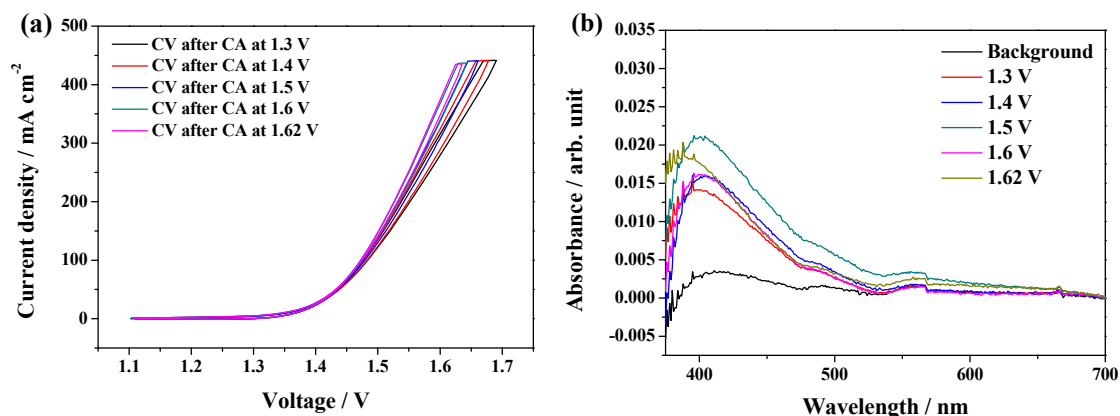 (a)
500
400
300
200
100
0
Current density / mA cm⁻²
CV after CA at 1.3 V
CV after CA at 1.4 V
CV after CA at 1.5 V
CV after CA at 1.6 V
CV after CA at 1.62 V
1.1 1.2 1.3 1.4 1.5 1.6 1.7
Voltage / V
(b)
0.035
0.030
0.025
0.020
0.015
0.010
0.005
0.000
-0.005
Absorbance / arb. unit
Background
1.3 V
1.4 V
1.5 V
1.6 V
1.62 V
400 500 600 700
Wavelength / nm